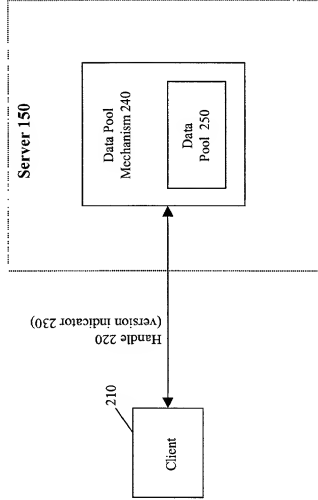 Server 150
Data Pool
Mechanism 240
Data
Pool 250
Handle 220
(version indicator 230)
210
Client